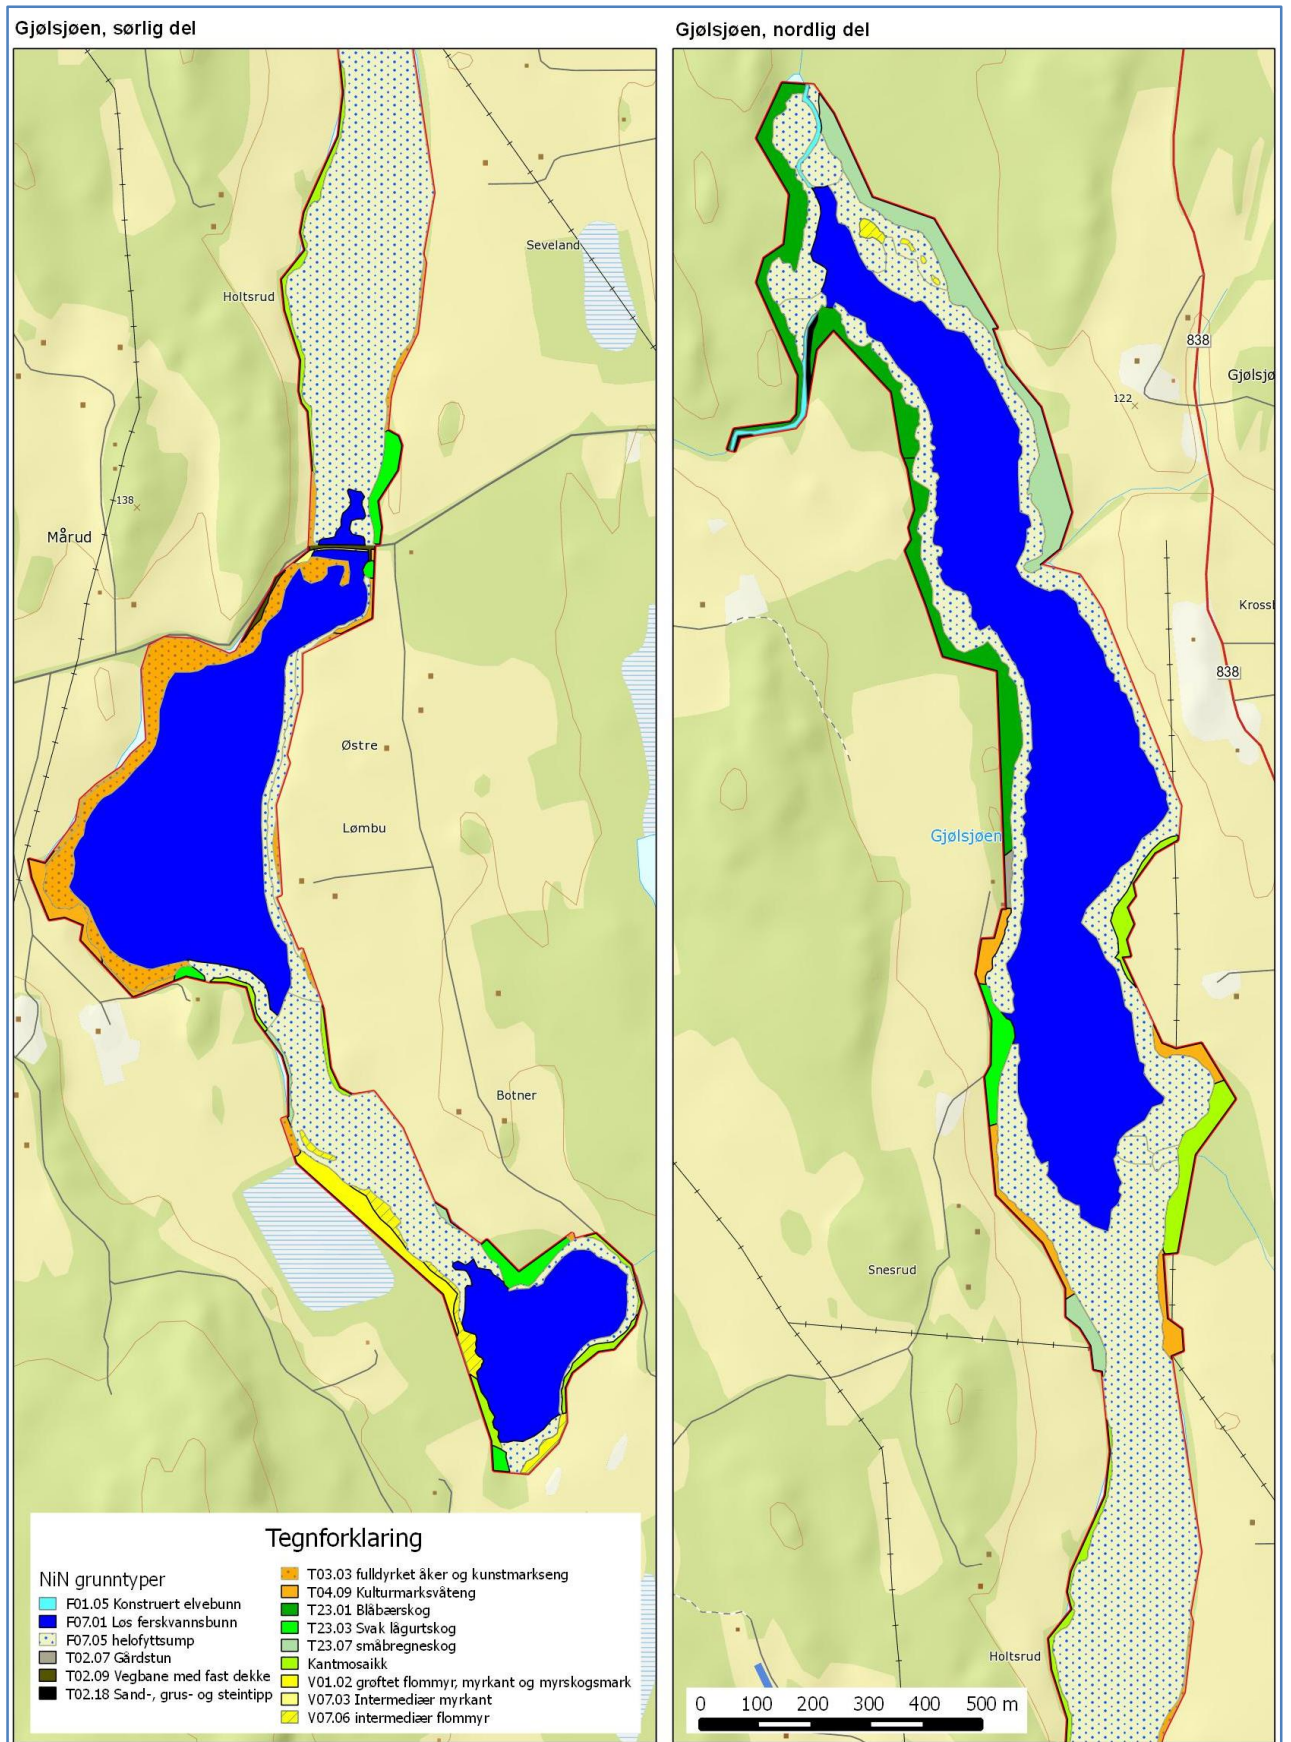 Gjølsjøen, sørlig del
Seveland
Holtsrud
138
Mårud
Østre
Lømbu
Botner
Tegnforklaring
NiN grunntyper
F01.05 Konstruert elvebunn
F07.01 Løs ferskvannsbunn
F07.05 helofyttsump
T02.07 Gårdstun
T02.09 Vegbane med fast dekke
T02.18 Sand-, grus- og steintipp
T03.03 fulldyrket åker og kunstmarkseng
T04.09 Kulturmarksvåteng
T23.01 Blåbærskog
T23.03 Svak lågurtskog
T23.07 småbregneskog
Kantmosaikk
V01.02 grøftet flommyr, myrkant og myrskogsmark
V07.03 Intermediær myrkant
V07.06 intermediær flommyr
Gjølsjøen, nordlig del
838
Gjølsjø
122
Krossl
838
Gjølsjøen
Snesrud
Holtsrud
0 100 200 300 400 500 m